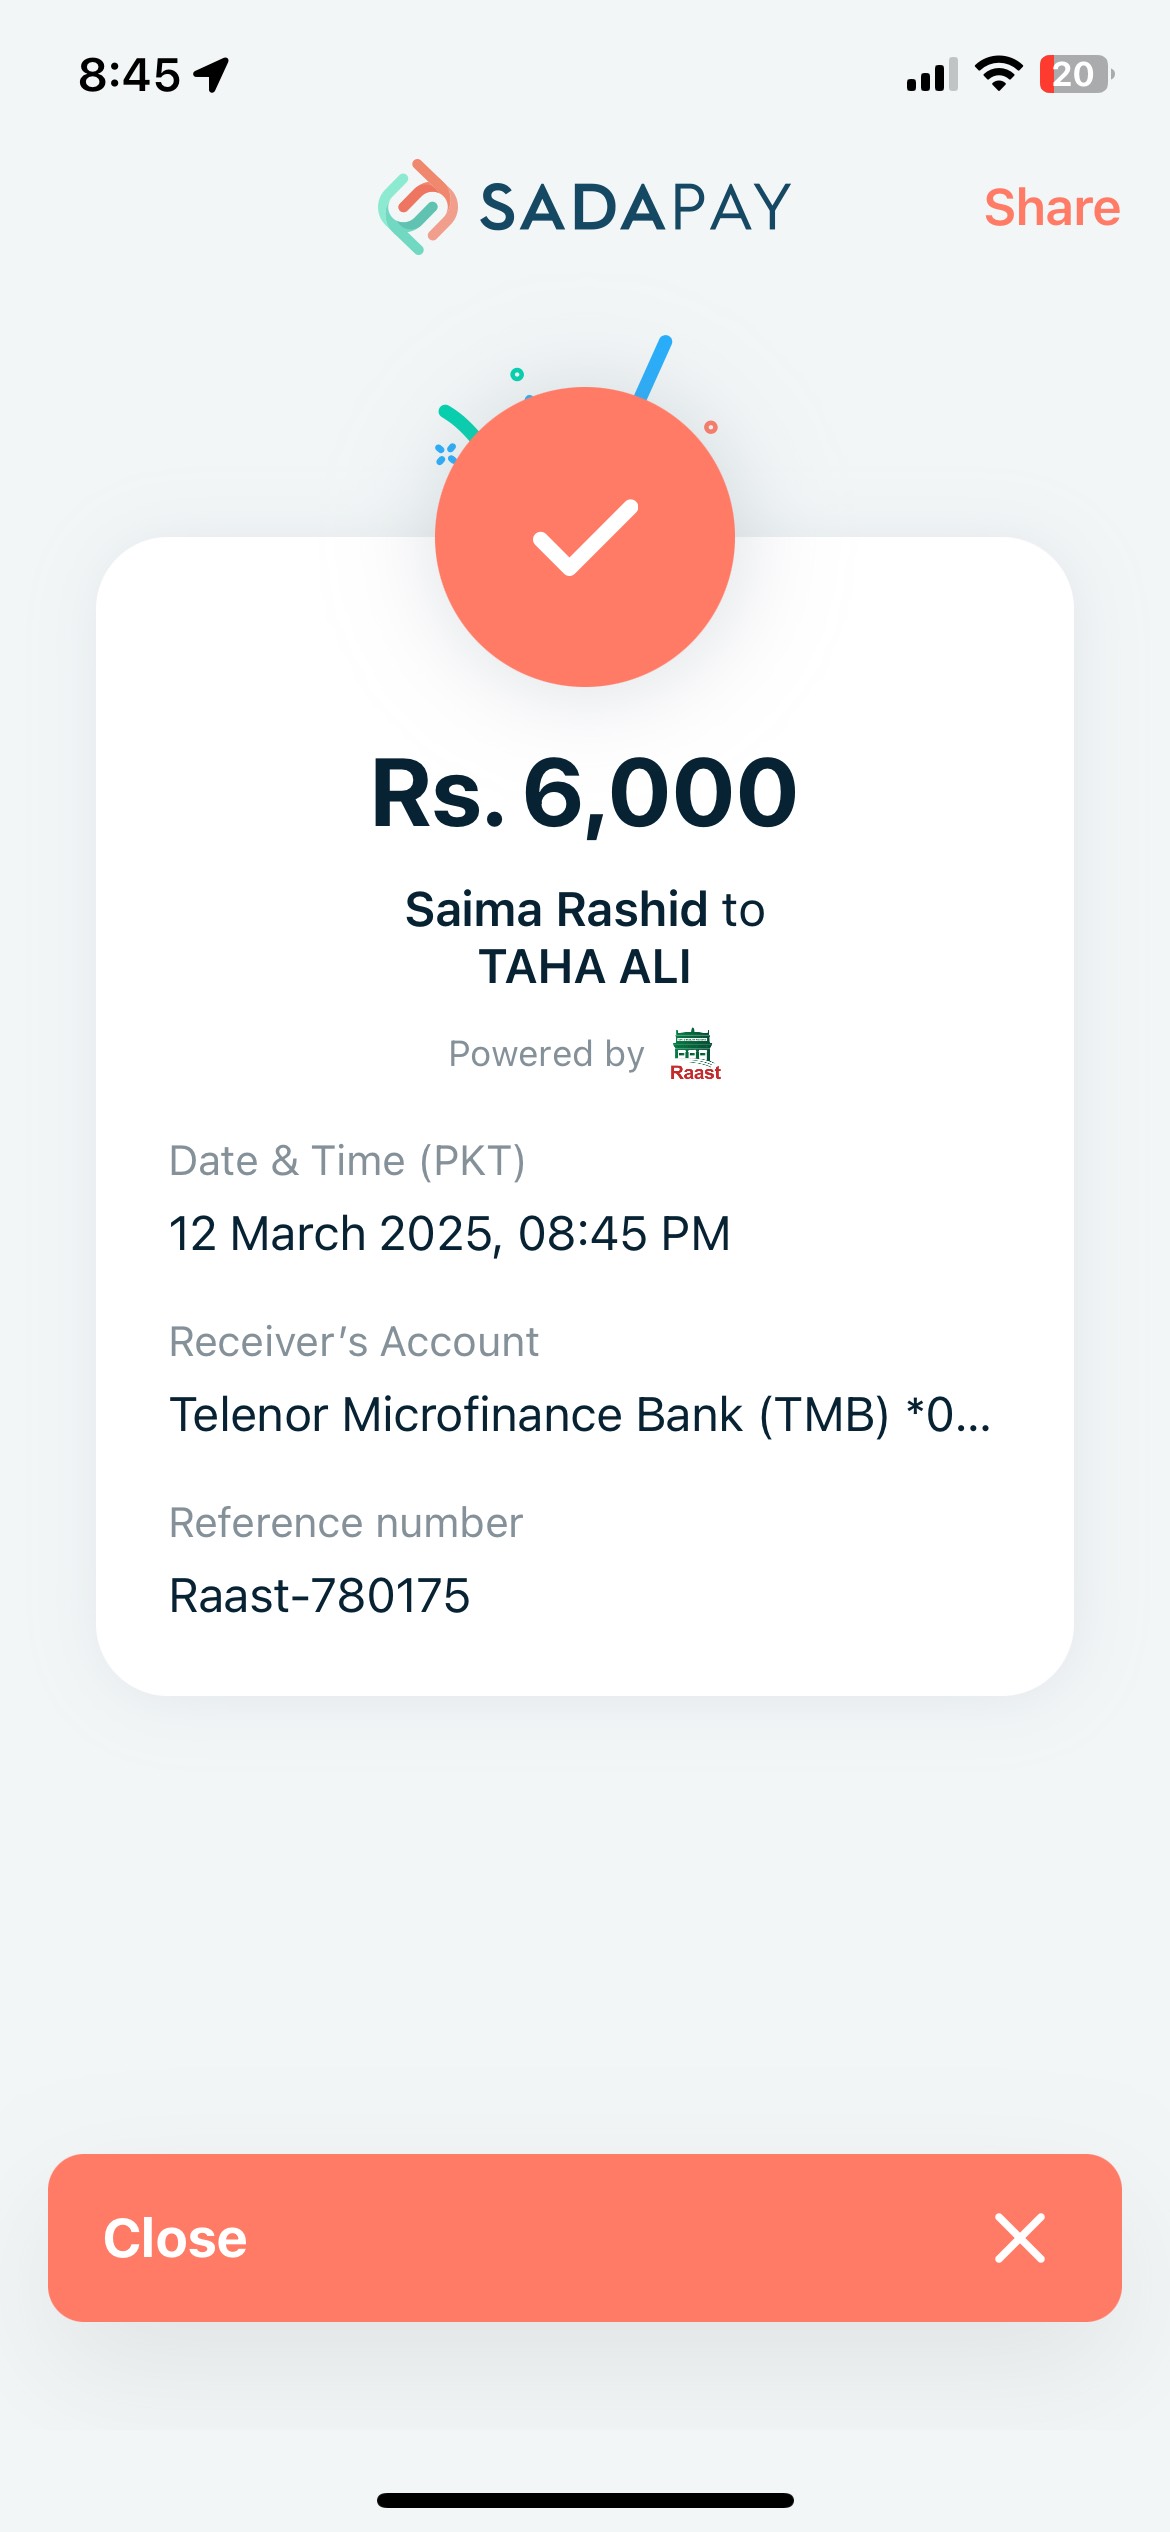 8:45
20
SADAPAY
Share
Rs. 6,000
Saima Rashid to
TAHA ALI
Powered by Raast
Date & Time (PKT)
12 March 2025, 08:45 PM
Receiver’s Account
Telenor Microfinance Bank (TMB) *0...
Reference number
Raast-780175
Close